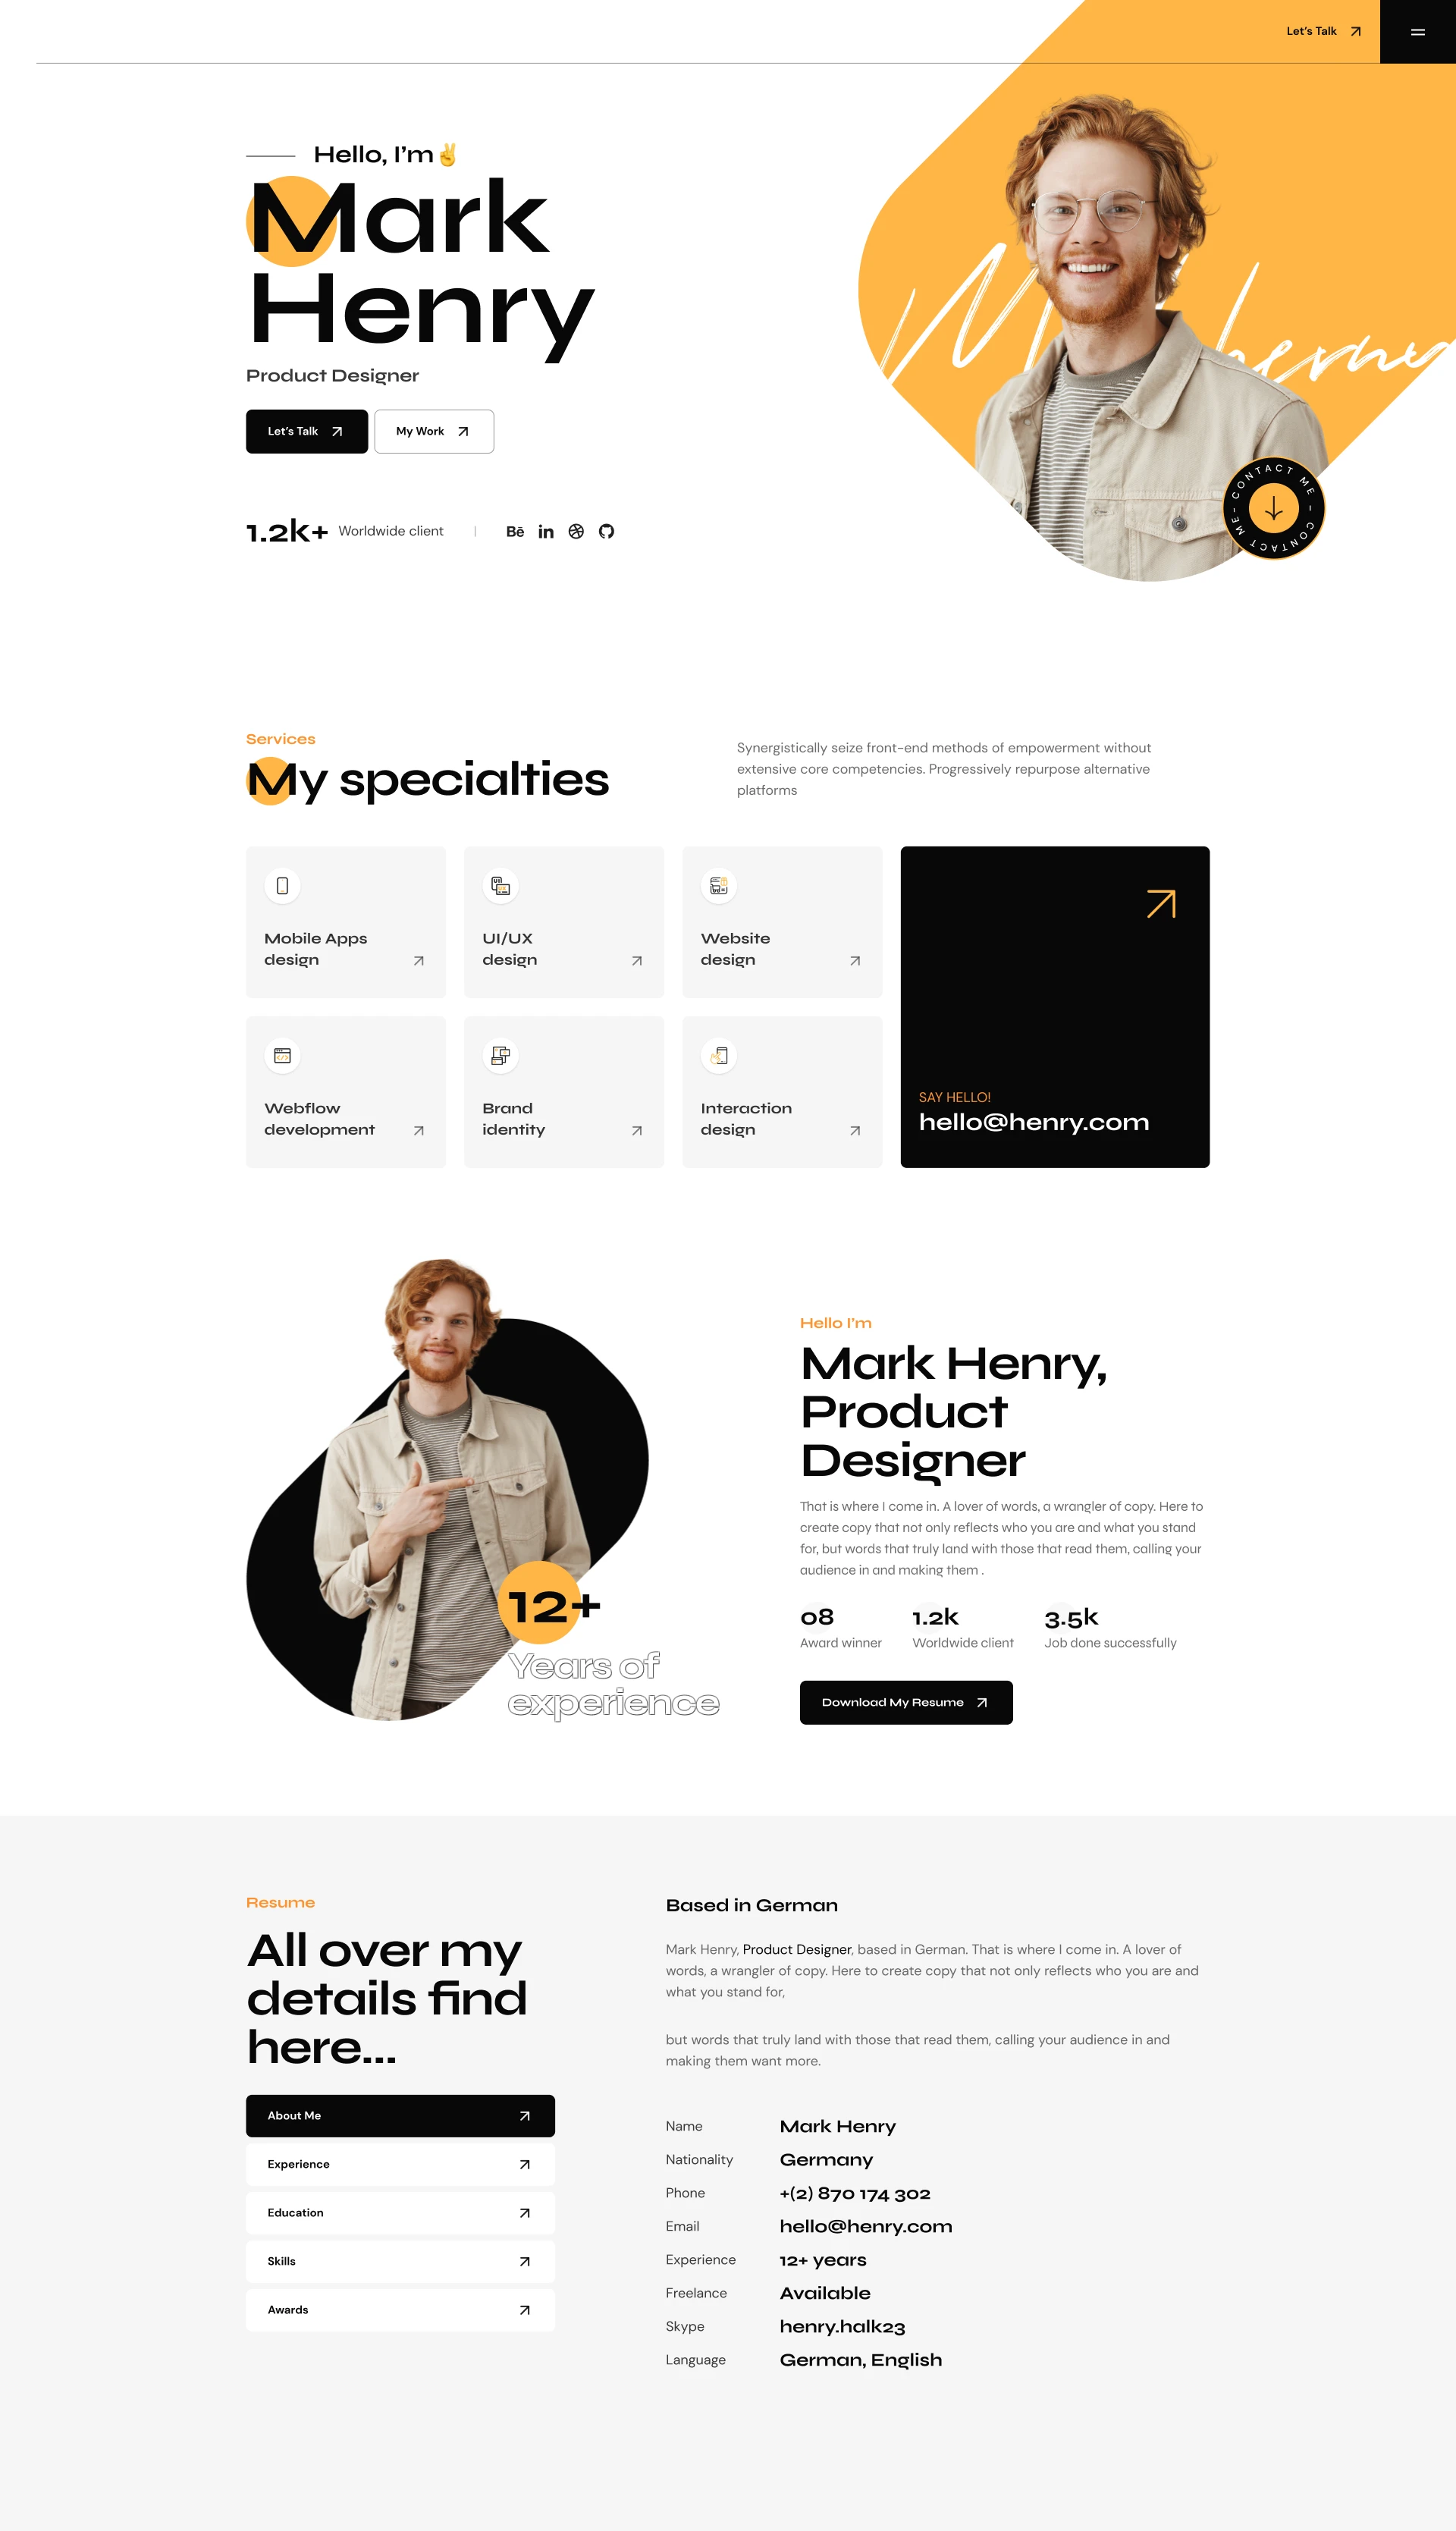 Let's Talk
Hello, I'm✌
Mark
Henry
Product Designer
Let's Talk
My Work
1.2k+ Worldwide client | Bē in
CONTACT ME - CONTACT ME -
Services
My specialties
Synergistically seize front-end methods of empowerment without
extensive core competencies. Progressively repurpose alternative
platforms
Mobile Apps
design
UI/UX
design
Website
design
Webflow
development
Brand
identity
Interaction
design
SAY HELLO!
hello@henry.com
12+
Years of
experience
Hello I'm
Mark Henry,
Product
Designer
That is where I come in. A lover of words, a wrangler of copy. Here to
create copy that not only reflects who you are and what you stand
for, but words that truly land with those that read them, calling your
audience in and making them .
08
Award winner
1.2k
Worldwide client
3.5k
Job done successfully
Download My Resume
Resume
All over my
details find
here...
About Me
Experience
Education
Skills
Awards
Based in German
Mark Henry, Product Designer, based in German. That is where I come in. A lover of
words, a wrangler of copy. Here to create copy that not only reflects who you are and
what you stand for,
but words that truly land with those that read them, calling your audience in and
making them want more.
Name Mark Henry
Nationality Germany
Phone +(2) 870 174 302
Email hello@henry.com
Experience 12+ years
Freelance Available
Skype henry.halk23
Language German, English